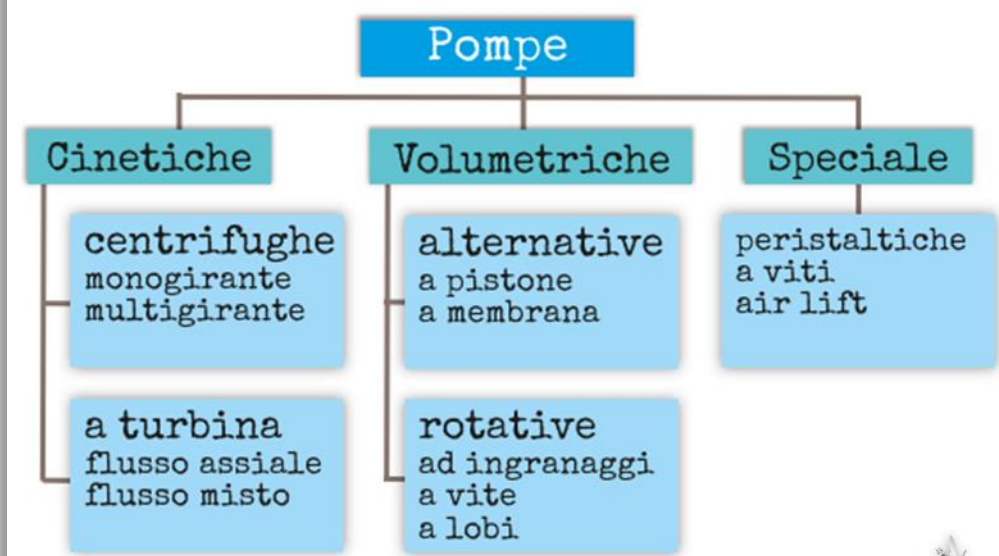 Pompe
Cinetiche
Volumetriche
Speciale
centrifughe
monogirante
multigirante
alternative
a pistone
a membrana
peristaltiche
a viti
air lift
a turbina
flusso assiale
flusso misto
rotative
ad ingranaggi
a vite
a lobi